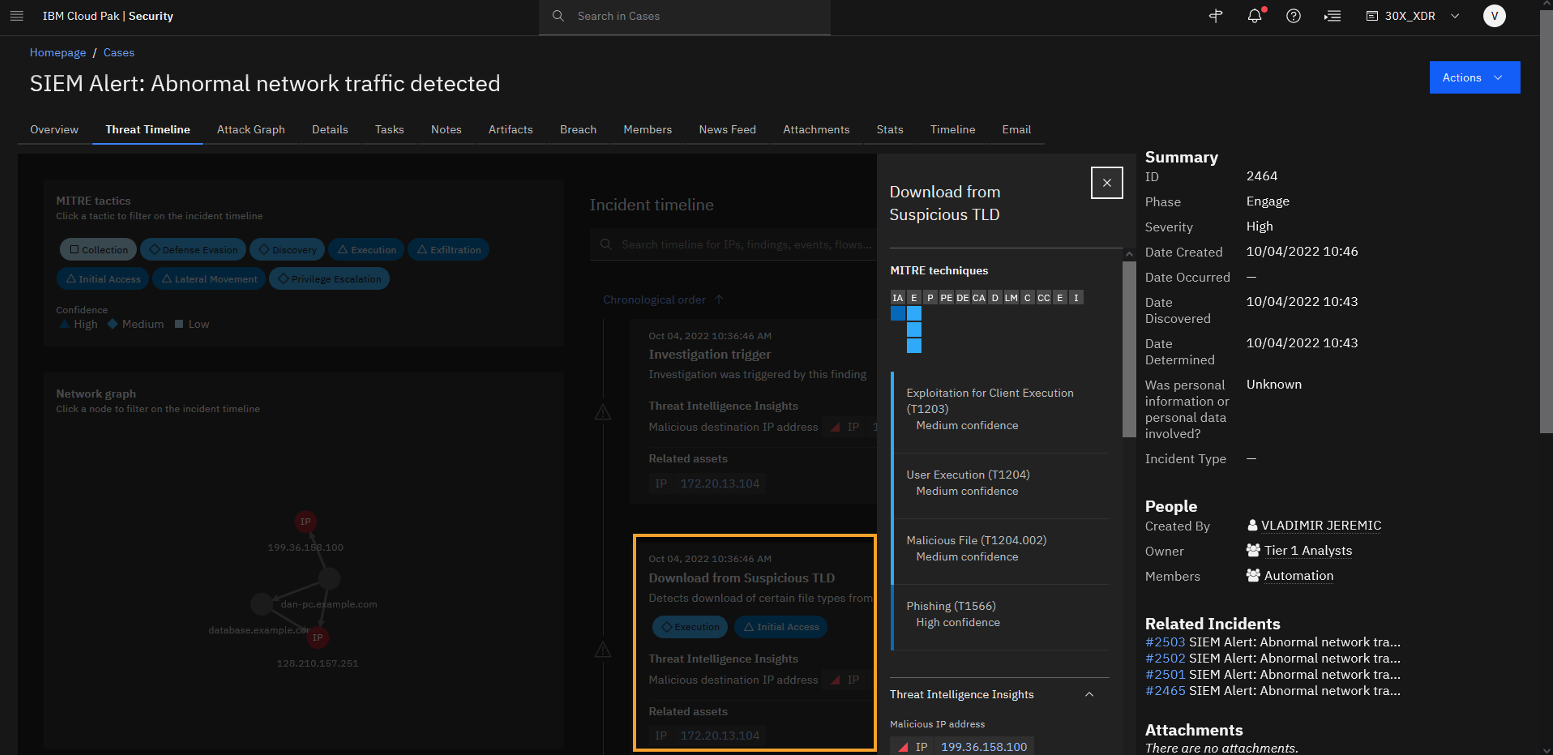 IBM Cloud Pak | Security
Search in Cases
30X_XDR
V
Homepage / Cases
SIEM Alert: Abnormal network traffic detected
Actions
Overview
Threat Timeline
Attack Graph
Details
Tasks
Notes
Artifacts
Breach
Members
News Feed
Attachments
Stats
Timeline
Email
MITRE tactics
Click a tactic to filter on the incident timeline
Collection
Defense Evasion
Discovery
Execution
Exfiltration
Initial Access
Lateral Movement
Privilege Escalation
Confidence
High
Medium
Low
Network graph
Click a node to filter on the incident timeline
IP
199.36.158.100
dan-pc.example.com
database.example.com
IP
128.210.157.251
Incident timeline
Search timeline for IPs, findings, events, flows...
Chronological order
Oct 04, 2022 10:36:46 AM
Investigation trigger
Investigation was triggered by this finding
Threat Intelligence Insights
Malicious destination IP address IP 1
Related assets
IP 172.20.13.104
Oct 04, 2022 10:36:46 AM
Download from Suspicious TLD
Detects download of certain file types from
Execution
Initial Access
Threat Intelligence Insights
Malicious destination IP address IP
Related assets
IP 172.20.13.104
Download from
Suspicious TLD
MITRE techniques
IA E P PE DE CA D LM C CC E I
Exploitation for Client Execution
(T1203)
Medium confidence
User Execution (T1204)
Medium confidence
Malicious File (T1204.002)
Medium confidence
Phishing (T1566)
High confidence
Threat Intelligence Insights
Malicious IP address
IP 199.36.158.100
Summary
ID 2464
Phase Engage
Severity High
Date Created 10/04/2022 10:46
Date Occurred —
Date
Discovered
10/04/2022 10:43
Date
Determined
10/04/2022 10:43
Was personal
information or
personal data
involved?
Unknown
Incident Type —
People
Created By VLADIMIR JEREMIC
Owner Tier 1 Analysts
Members Automation
Related Incidents
#2503 SIEM Alert: Abnormal network tra...
#2502 SIEM Alert: Abnormal network tra...
#2501 SIEM Alert: Abnormal network tra...
#2465 SIEM Alert: Abnormal network tra...
Attachments
There are no attachments.